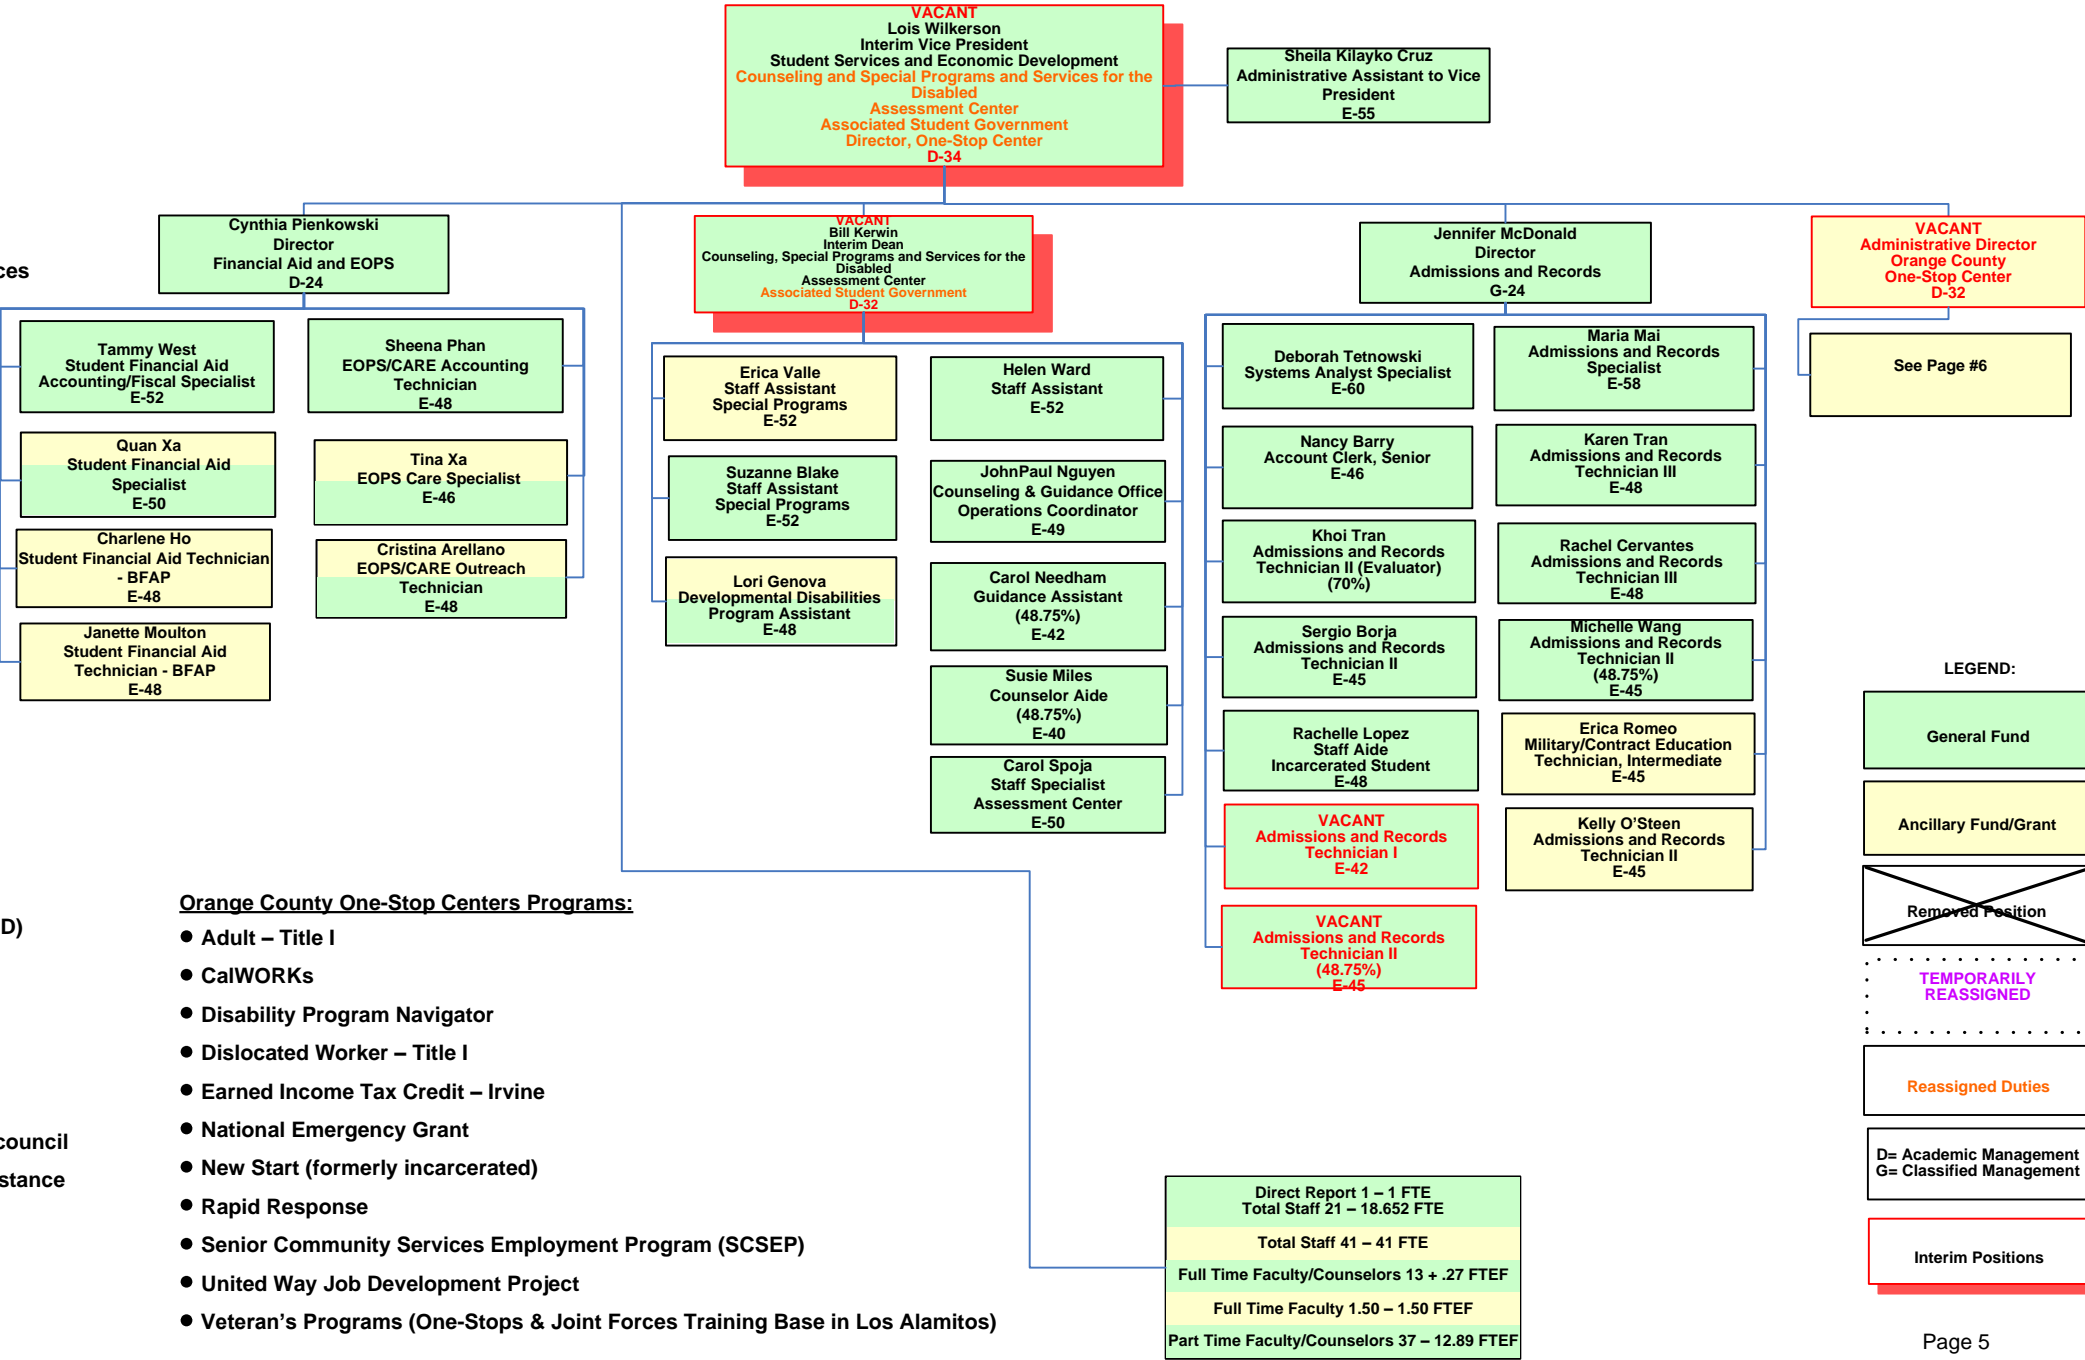 VACANT
Lois Wilkerson
Interim Vice President
Student Services and Economic Development
Counseling and Special Programs and Services for the
Disabled
Assessment Center
Associated Student Government
Director, One-Stop Center
D-34
Sheila Kilayko Cruz
Administrative Assistant to Vice
President
E-55
ces
Cynthia Pienkowski
Director
Financial Aid and EOPS
D-24
VACANT
Bill Kerwin
Interim Dean
Counseling, Special Programs and Services for the
Disabled
Assessment Center
Associated Student Government
D-32
Jennifer McDonald
Director
Admissions and Records
G-24
VACANT
Administrative Director
Orange County
One-Stop Center
D-32
Tammy West
Student Financial Aid
Accounting/Fiscal Specialist
E-52
Sheena Phan
EOPS/CARE Accounting
Technician
E-48
Quan Xa
Student Financial Aid
Specialist
E-50
Tina Xa
EOPS Care Specialist
E-46
Charlene Ho
Student Financial Aid Technician
- BFAP
E-48
Cristina Arellano
EOPS/CARE Outreach
Technician
E-48
Janette Moulton
Student Financial Aid
Technician - BFAP
E-48
Erica Valle
Staff Assistant
Special Programs
E-52
Helen Ward
Staff Assistant
E-52
Suzanne Blake
Staff Assistant
Special Programs
E-52
JohnPaul Nguyen
Counseling & Guidance Office
Operations Coordinator
E-49
Lori Genova
Developmental Disabilities
Program Assistant
E-48
Carol Needham
Guidance Assistant
(48.75%)
E-42
Susie Miles
Counselor Aide
(48.75%)
E-40
Carol Spoja
Staff Specialist
Assessment Center
E-50
Deborah Tetnowski
Systems Analyst Specialist
E-60
Maria Mai
Admissions and Records
Specialist
E-58
Nancy Barry
Account Clerk, Senior
E-46
Karen Tran
Admissions and Records
Technician III
E-48
Khoi Tran
Admissions and Records
Technician II (Evaluator)
(70%)
Rachel Cervantes
Admissions and Records
Technician III
E-48
Sergio Borja
Admissions and Records
Technician II
E-45
Michelle Wang
Admissions and Records
Technician II
(48.75%)
E-45
Rachelle Lopez
Staff Aide
Incarcerated Student
E-48
Erica Romeo
Military/Contract Education
Technician, Intermediate
E-45
VACANT
Admissions and Records
Technician I
E-42
Kelly O'Steen
Admissions and Records
Technician II
E-45
VACANT
Admissions and Records
Technician II
(48.75%)
E-45
See Page #6
LEGEND:
General Fund
Ancillary Fund/Grant
Removed Position
TEMPORARILY
REASSIGNED
Reassigned Duties
D= Academic Management
G= Classified Management
Interim Positions
D)
council
stance
Orange County One-Stop Centers Programs:
● Adult – Title I
● CalWORKs
● Disability Program Navigator
● Dislocated Worker – Title I
● Earned Income Tax Credit – Irvine
● National Emergency Grant
● New Start (formerly incarcerated)
● Rapid Response
● Senior Community Services Employment Program (SCSEP)
● United Way Job Development Project
● Veteran's Programs (One-Stops & Joint Forces Training Base in Los Alamitos)
Direct Report 1 – 1 FTE
Total Staff 21 – 18.652 FTE
Total Staff 41 – 41 FTE
Full Time Faculty/Counselors 13 + .27 FTEF
Full Time Faculty 1.50 – 1.50 FTEF
Part Time Faculty/Counselors 37 – 12.89 FTEF
Page 5